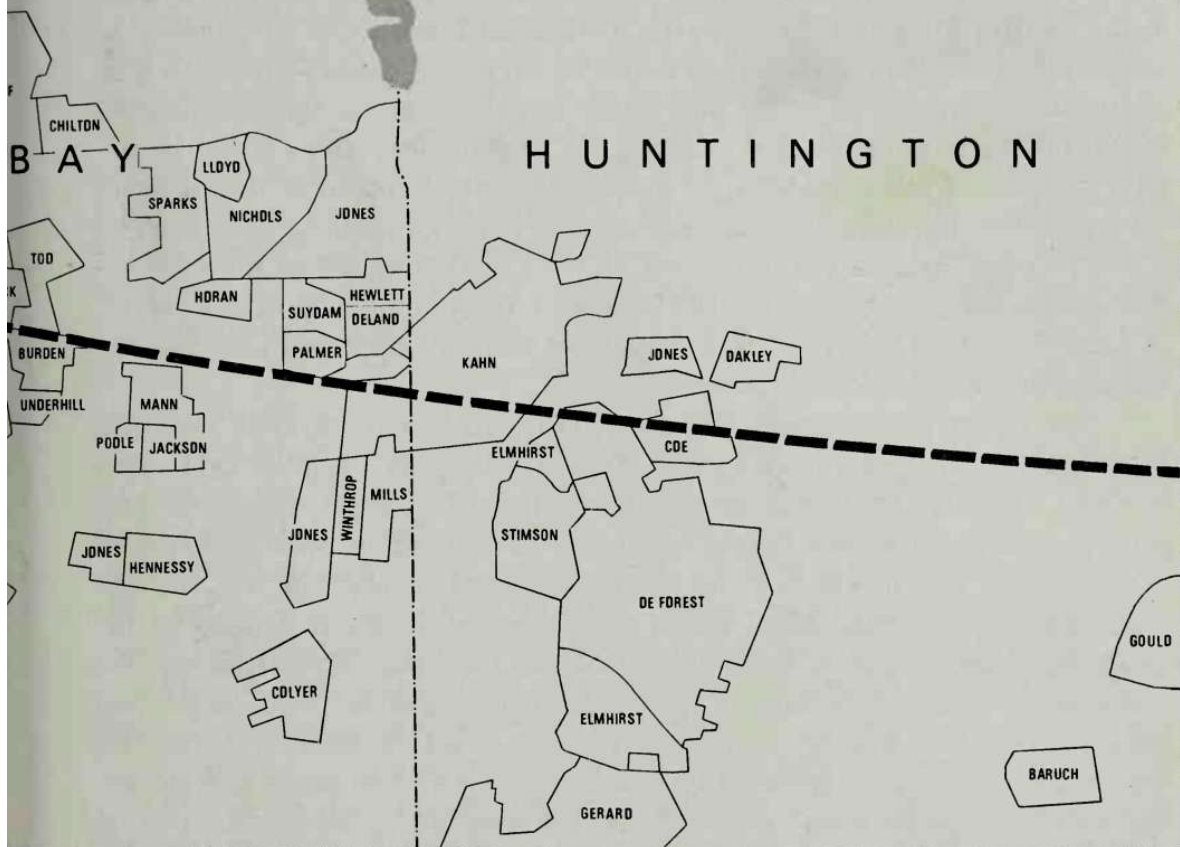 F
CHILTON
BAY
HUNTINGTON
LLOYD
SPARKS
NICHOLS
JONES
TOD
CK
HORAN
HEWLETT
SUYDAM
DELAND
BURDEN
PALMER
KAHN
JONES
OAKLEY
UNDERHILL
MANN
POOLE
JACKSON
ELMHIRST
COE
WINTHROP
MILLS
JONES
STIMSON
JONES
HENNESSY
DE FOREST
GOULD
COLYER
ELMHIRST
BARUCH
GERARD